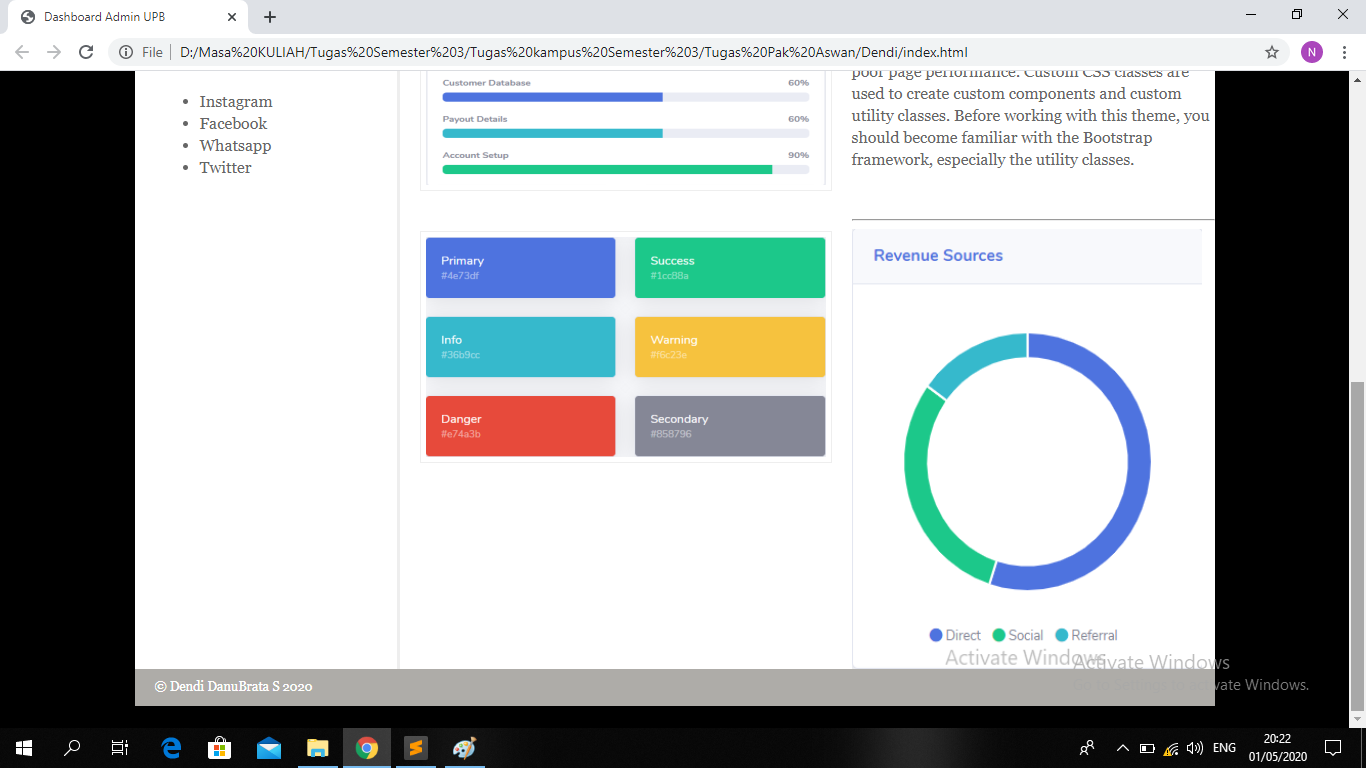 Dashboard Admin UPB
File
D:/Masa%20KULIAH/Tugas%20Semester%203/Tugas%20kampus%20Semester%203/Tugas%20Pak%20Aswan/Dendi/index.html
N
Instagram
Facebook
Whatsapp
Twitter
Customer Database 60%
Payout Details 60%
Account Setup 90%
poor page performance. Custom CSS classes are
used to create custom components and custom
utility classes. Before working with this theme, you
should become familiar with the Bootstrap
framework, especially the utility classes.
Primary
#4e73df
Success
#1cc88a
Info
#36b9cc
Warning
#f6c23e
Danger
#e74a3b
Secondary
#858796
Revenue Sources
Direct Social Referral
Activate Windows
Activate Windows
Windows.
© Dendi DanuBrata S 2020
ENG
20:22
01/05/2020